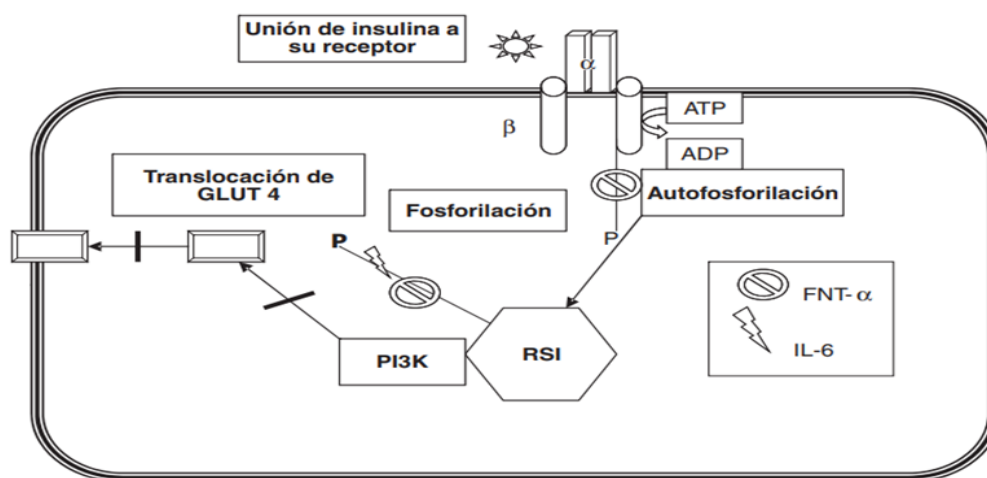 Unión de insulina a
su receptor
α
β
ATP
ADP
Translocación de
GLUT 4
Fosforilación
Autofosforilación
P
P
FNT- α
IL-6
PI3K
RSI